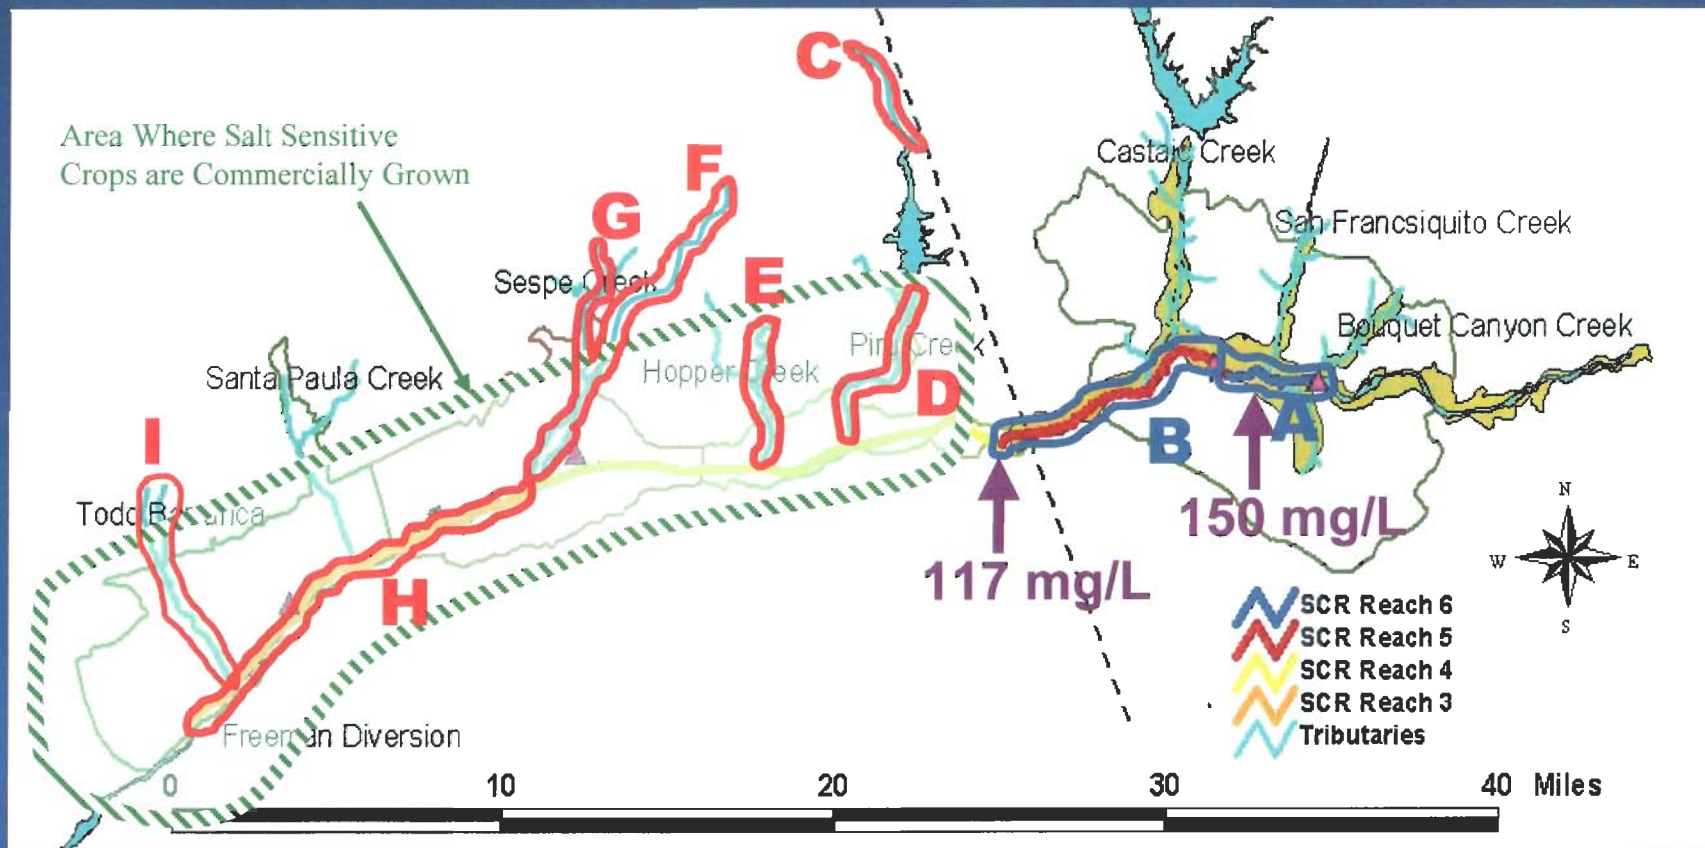 C
Area Where Salt Sensitive
Crops are Commercially Grown
F
Castaic Creek
G
San Francsiquito Creek
Sespe Creek
E
Bouquet Canyon Creek
Piru Creek
Hopper Creek
Santa Paula Creek
D
I
B
A
N
Todd Barranca
150 mg/L
W
E
117 mg/L
H
SCR Reach 6
S
SCR Reach 5
SCR Reach 4
SCR Reach 3
Freeman Diversion
Tributaries
0
10
20
30
40 Miles